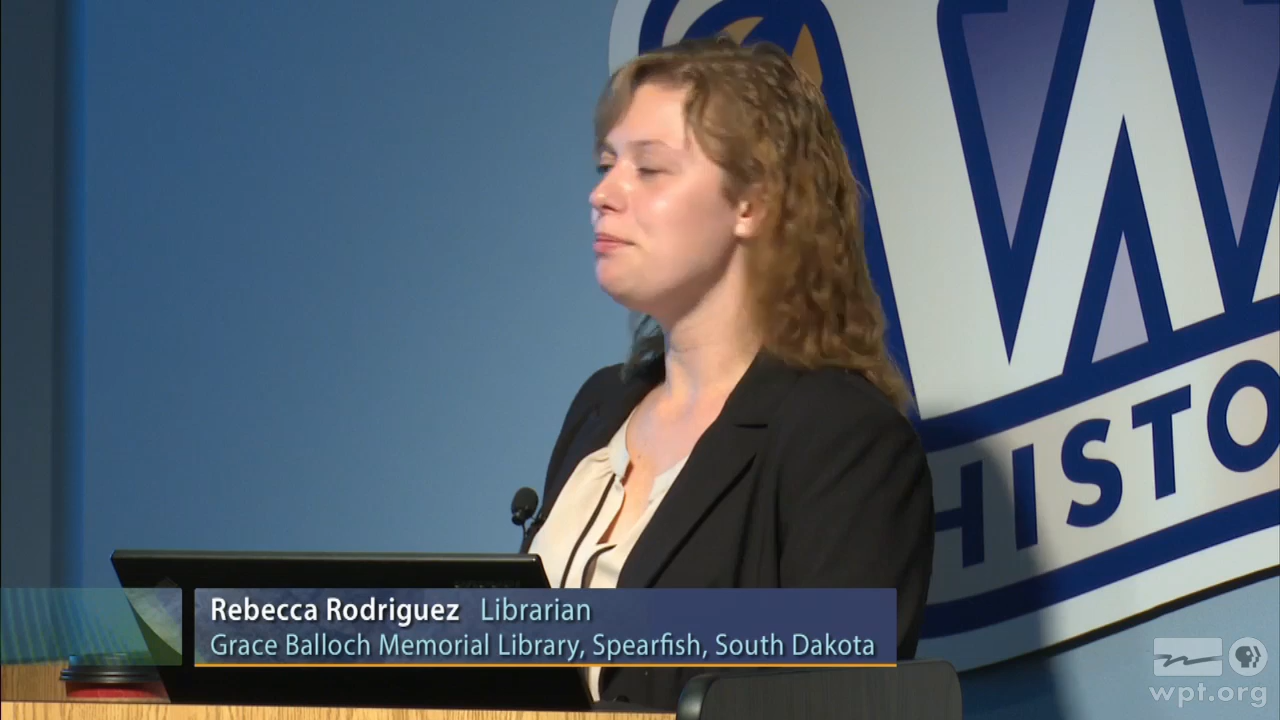 W
HISTO
Rebecca Rodriguez Librarian
Grace Balloch Memorial Library, Spearfish, South Dakota
wpt.org